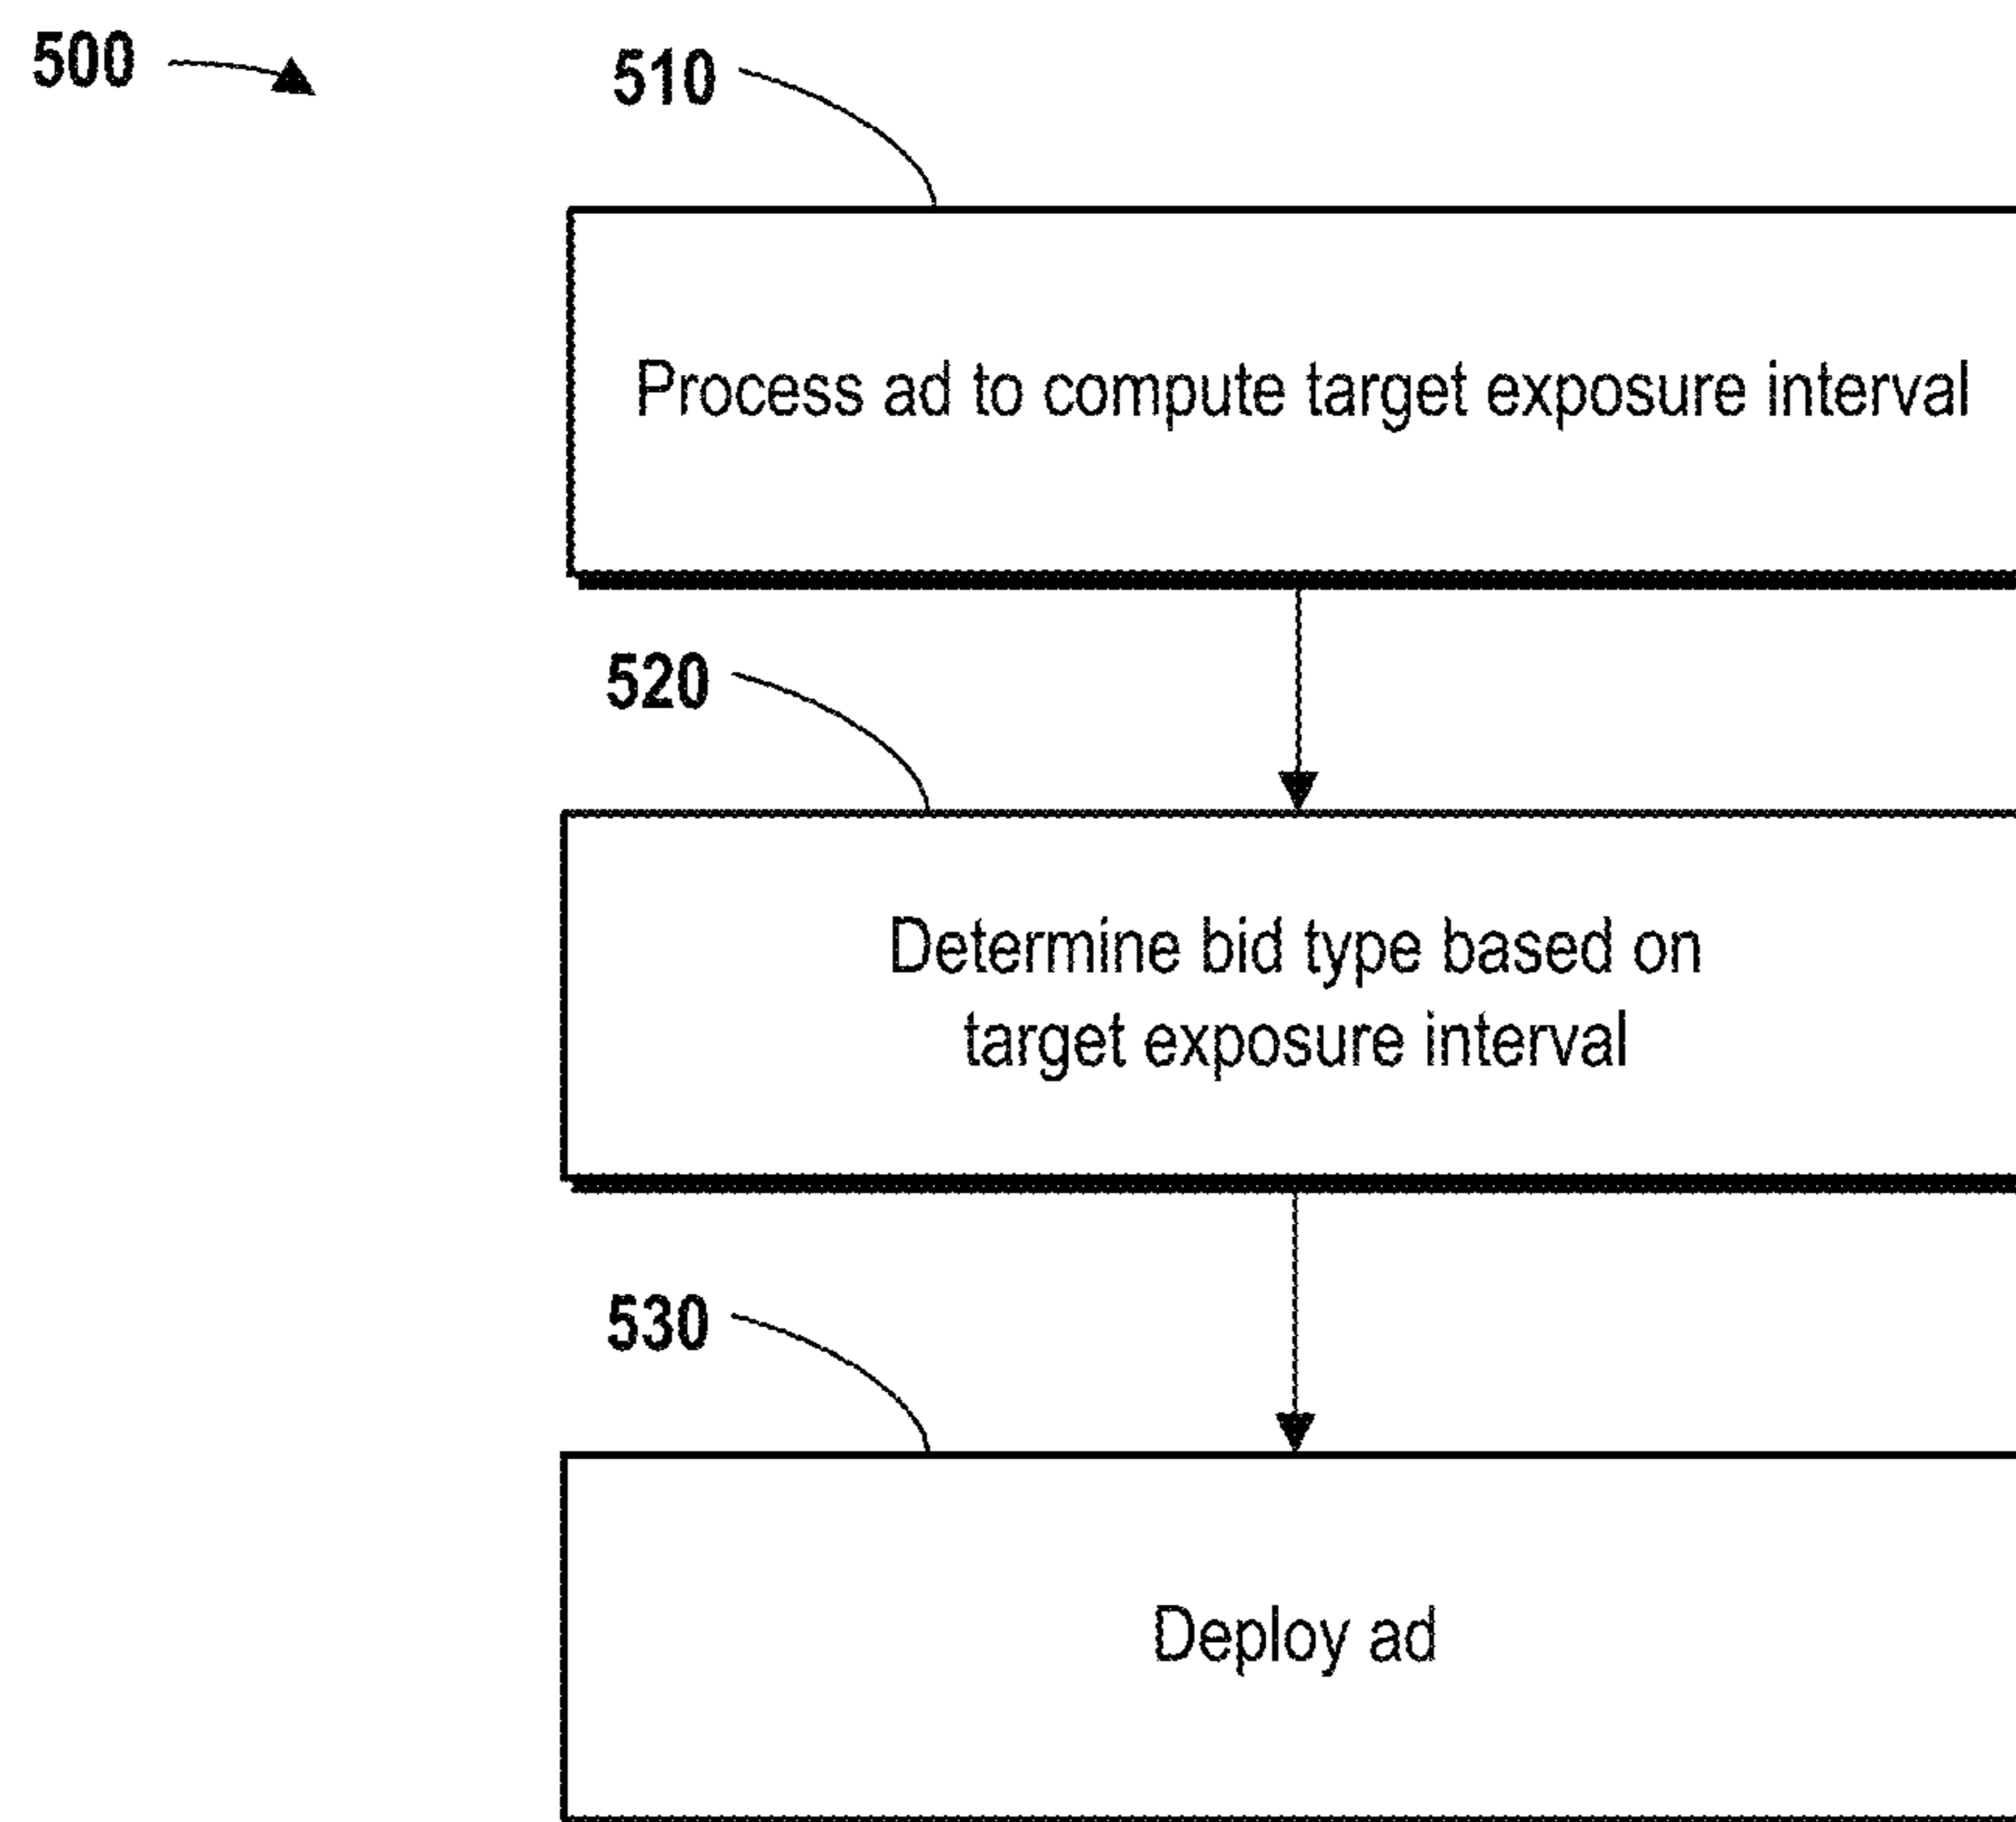 500
510
Process ad to compute target exposure interval
520
Determine bid type based on
target exposure interval
530
Deploy ad